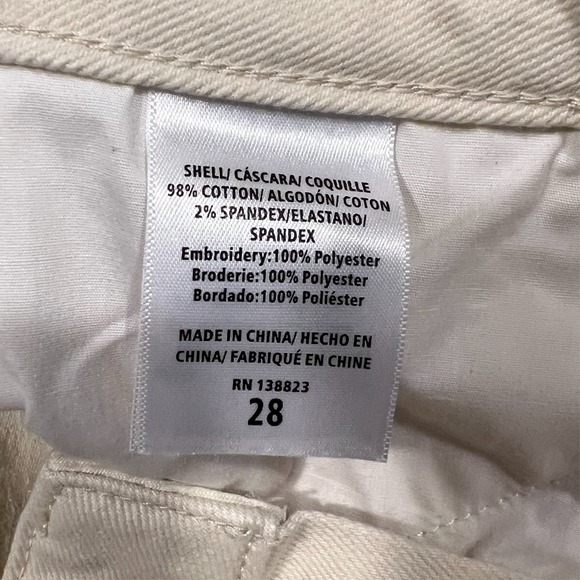 SHELL/ CÁSCARA/ COQUILLE
98% COTTON/ ALGODÓN/ COTON
2% SPANDEX/ELASTANO/
SPANDEX
Embroidery:100% Polyester
Broderie:100% Polyester
Bordado:100% Poliéster
MADE IN CHINA/ HECHO EN
CHINA/ FABRIQUÉ EN CHINE
RN 138823
28